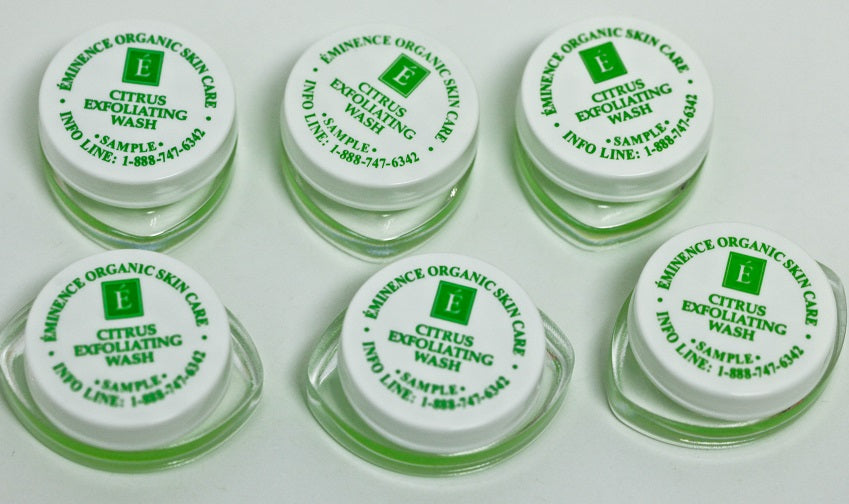 ÉMINENCE ORGANIC SKIN CARE
É
CITRUS
EXFOLIATING
WASH
• SAMPLE •
• INFO LINE: 1-888-747-6342 •
ÉMINENCE ORGANIC SKIN CARE
É
CITRUS
EXFOLIATING
WASH
• SAMPLE •
• INFO LINE: 1-888-747-6342 •
ÉMINENCE ORGANIC SKIN CARE
É
CITRUS
EXFOLIATING
WASH
• SAMPLE •
• INFO LINE: 1-888-747-6342 •
ÉMINENCE ORGANIC SKIN CARE
É
CITRUS
EXFOLIATING
WASH
• SAMPLE •
• INFO LINE: 1-888-747-6342 •
ÉMINENCE ORGANIC SKIN CARE
É
CITRUS
EXFOLIATING
WASH
• SAMPLE •
• INFO LINE: 1-888-747-6342 •
ÉMINENCE ORGANIC SKIN CARE
É
CITRUS
EXFOLIATING
WASH
• SAMPLE •
• INFO LINE: 1-888-747-6342 •